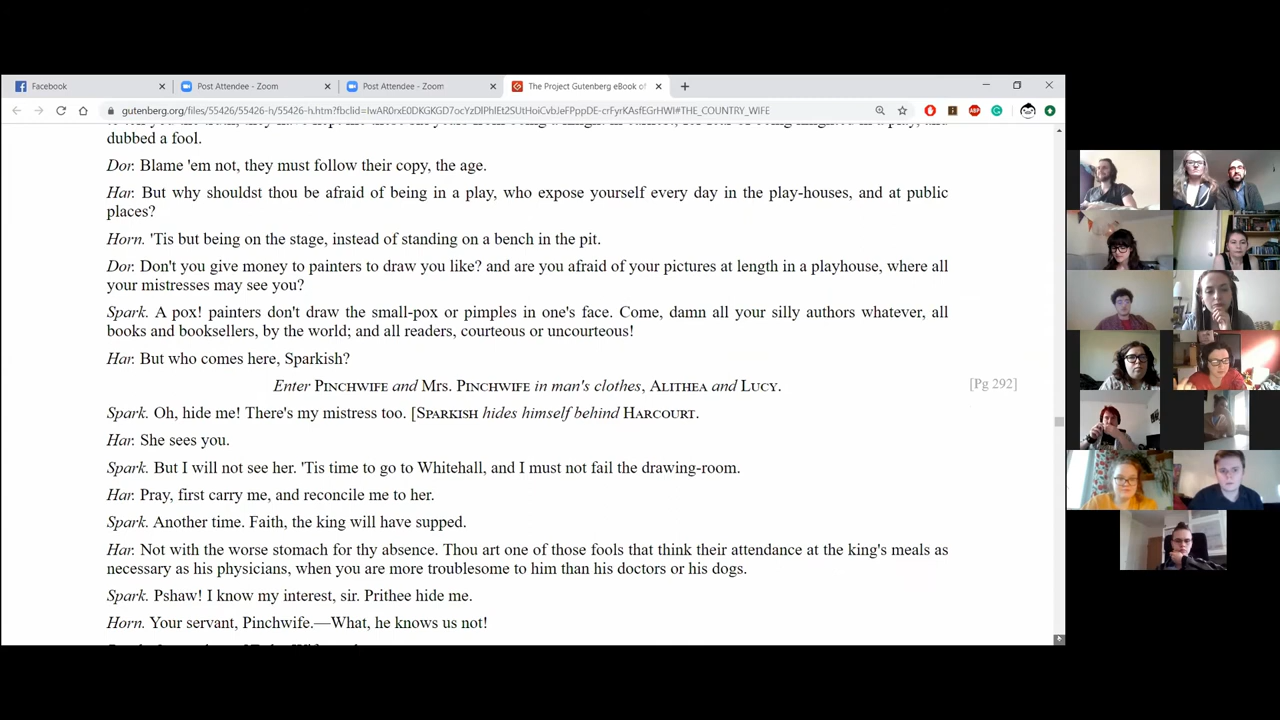 Facebook
Post Attendee - Zoom
Post Attendee - Zoom
The Project Gutenberg eBook of
gutenberg.org/files/55426/55426-h/55426-h.htm?fbclid=
#THE_COUNTRY_WIFE
dubbed a fool.
Dor. Blame 'em not, they must follow their copy, the age.
Har. But why shouldst thou be afraid of being in a play, who expose yourself every day in the play-houses, and at public
places?
Horn. 'Tis but being on the stage, instead of standing on a bench in the pit.
Dor. Don't you give money to painters to draw you like? and are you afraid of your pictures at length in a playhouse, where all
your mistresses may see you?
Spark. A pox! painters don't draw the small-pox or pimples in one's face. Come, damn all your silly authors whatever, all
books and booksellers, by the world; and all readers, courteous or uncourteous!
Har. But who comes here, Sparkish?
Enter PINCHWIFE and Mrs. PINCHWIFE in man's clothes, ALITHEA and LUCY.
[Pg 292]
Spark. Oh, hide me! There's my mistress too. [SPARKISH hides himself behind HARCOURT.
Har. She sees you.
Spark. But I will not see her. 'Tis time to go to Whitehall, and I must not fail the drawing-room.
Har. Pray, first carry me, and reconcile me to her.
Spark. Another time. Faith, the king will have supped.
Har. Not with the worse stomach for thy absence. Thou art one of those fools that think their attendance at the king's meals as
necessary as his physicians, when you are more troublesome to him than his doctors or his dogs.
Spark. Pshaw! I know my interest, sir. Prithee hide me.
Horn. Your servant, Pinchwife.—What, he knows us not!